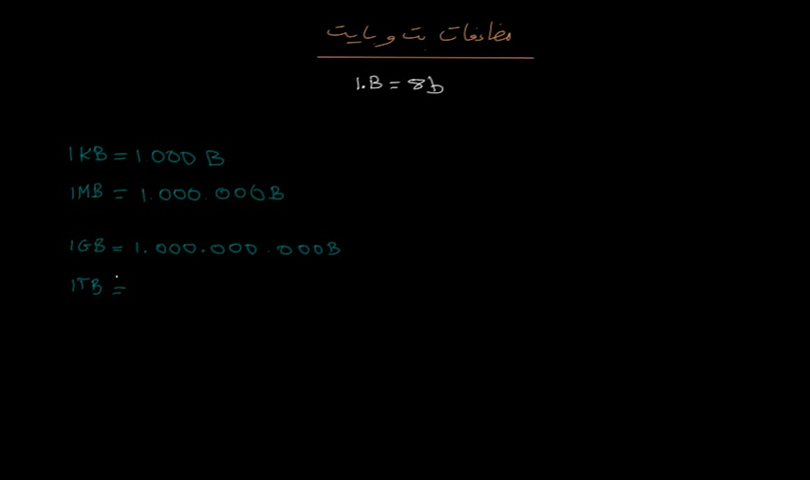 مضاعفات بت و بايت
1.B = 8b
1KB = 1 000 B
1MB = 1.000.000B
1GB = 1.000.000.000B
1TB =